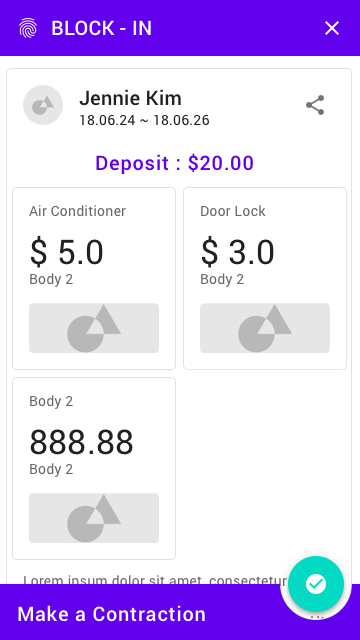 BLOCK - IN
Jennie Kim
18.06.24 ~ 18.06.26
Deposit : $20.00
Air Conditioner
$ 5.0
Body 2
Door Lock
$ 3.0
Body 2
Body 2
888.88
Body 2
Lorem ipsum dolor sit amet, consectetur
Make a Contraction